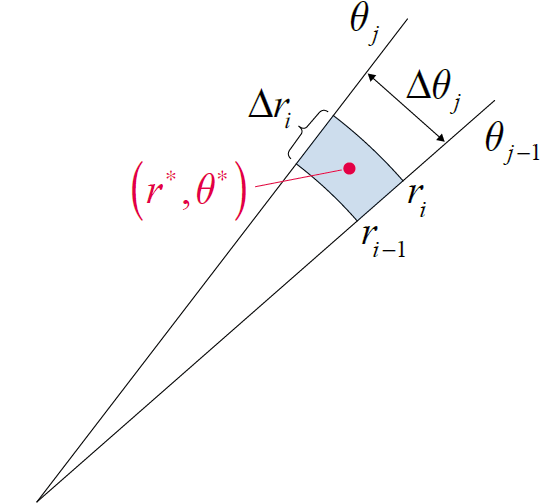 θ_j
Δθ_j
Δr_i
θ_{j−1}
(r*, θ*)
r_i
r_{i−1}